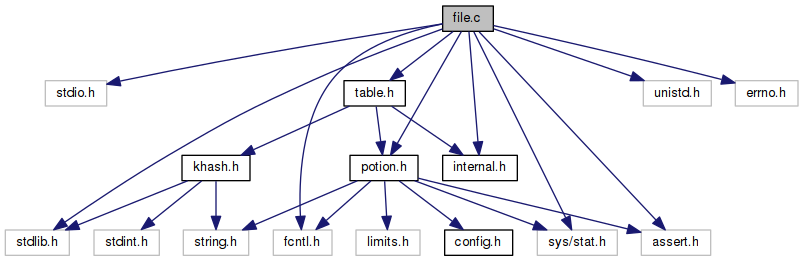 file.c
stdio.h
table.h
unistd.h
errno.h
khash.h
potion.h
internal.h
stdlib.h
stdint.h
string.h
fcntl.h
limits.h
config.h
sys/stat.h
assert.h